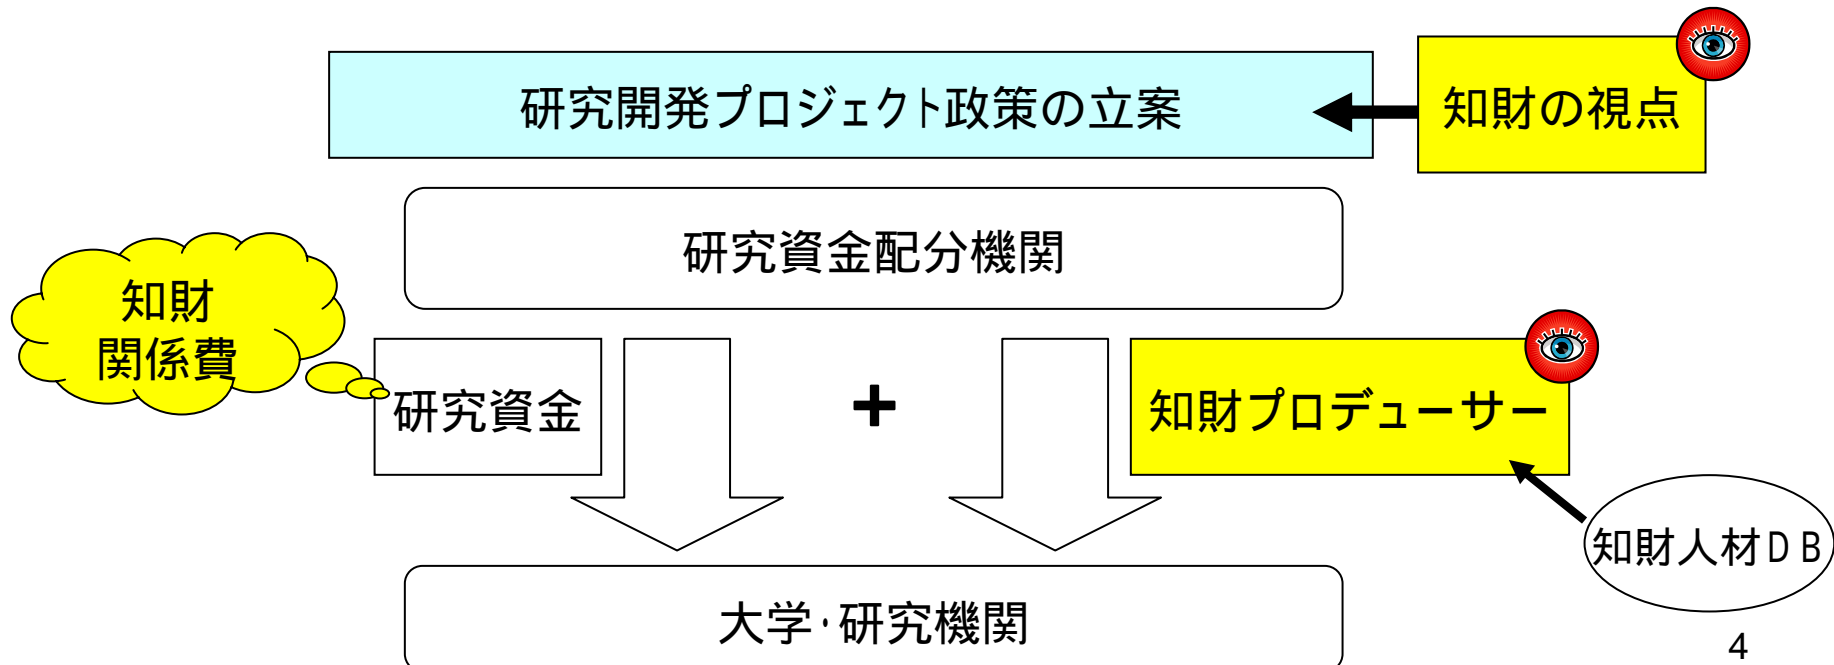 研究開発プロジェクト政策の立案
知財の視点
研究資金配分機関
知財
関係費
研究資金
+
知財プロデューサー
知財人材DB
大学・研究機関
4